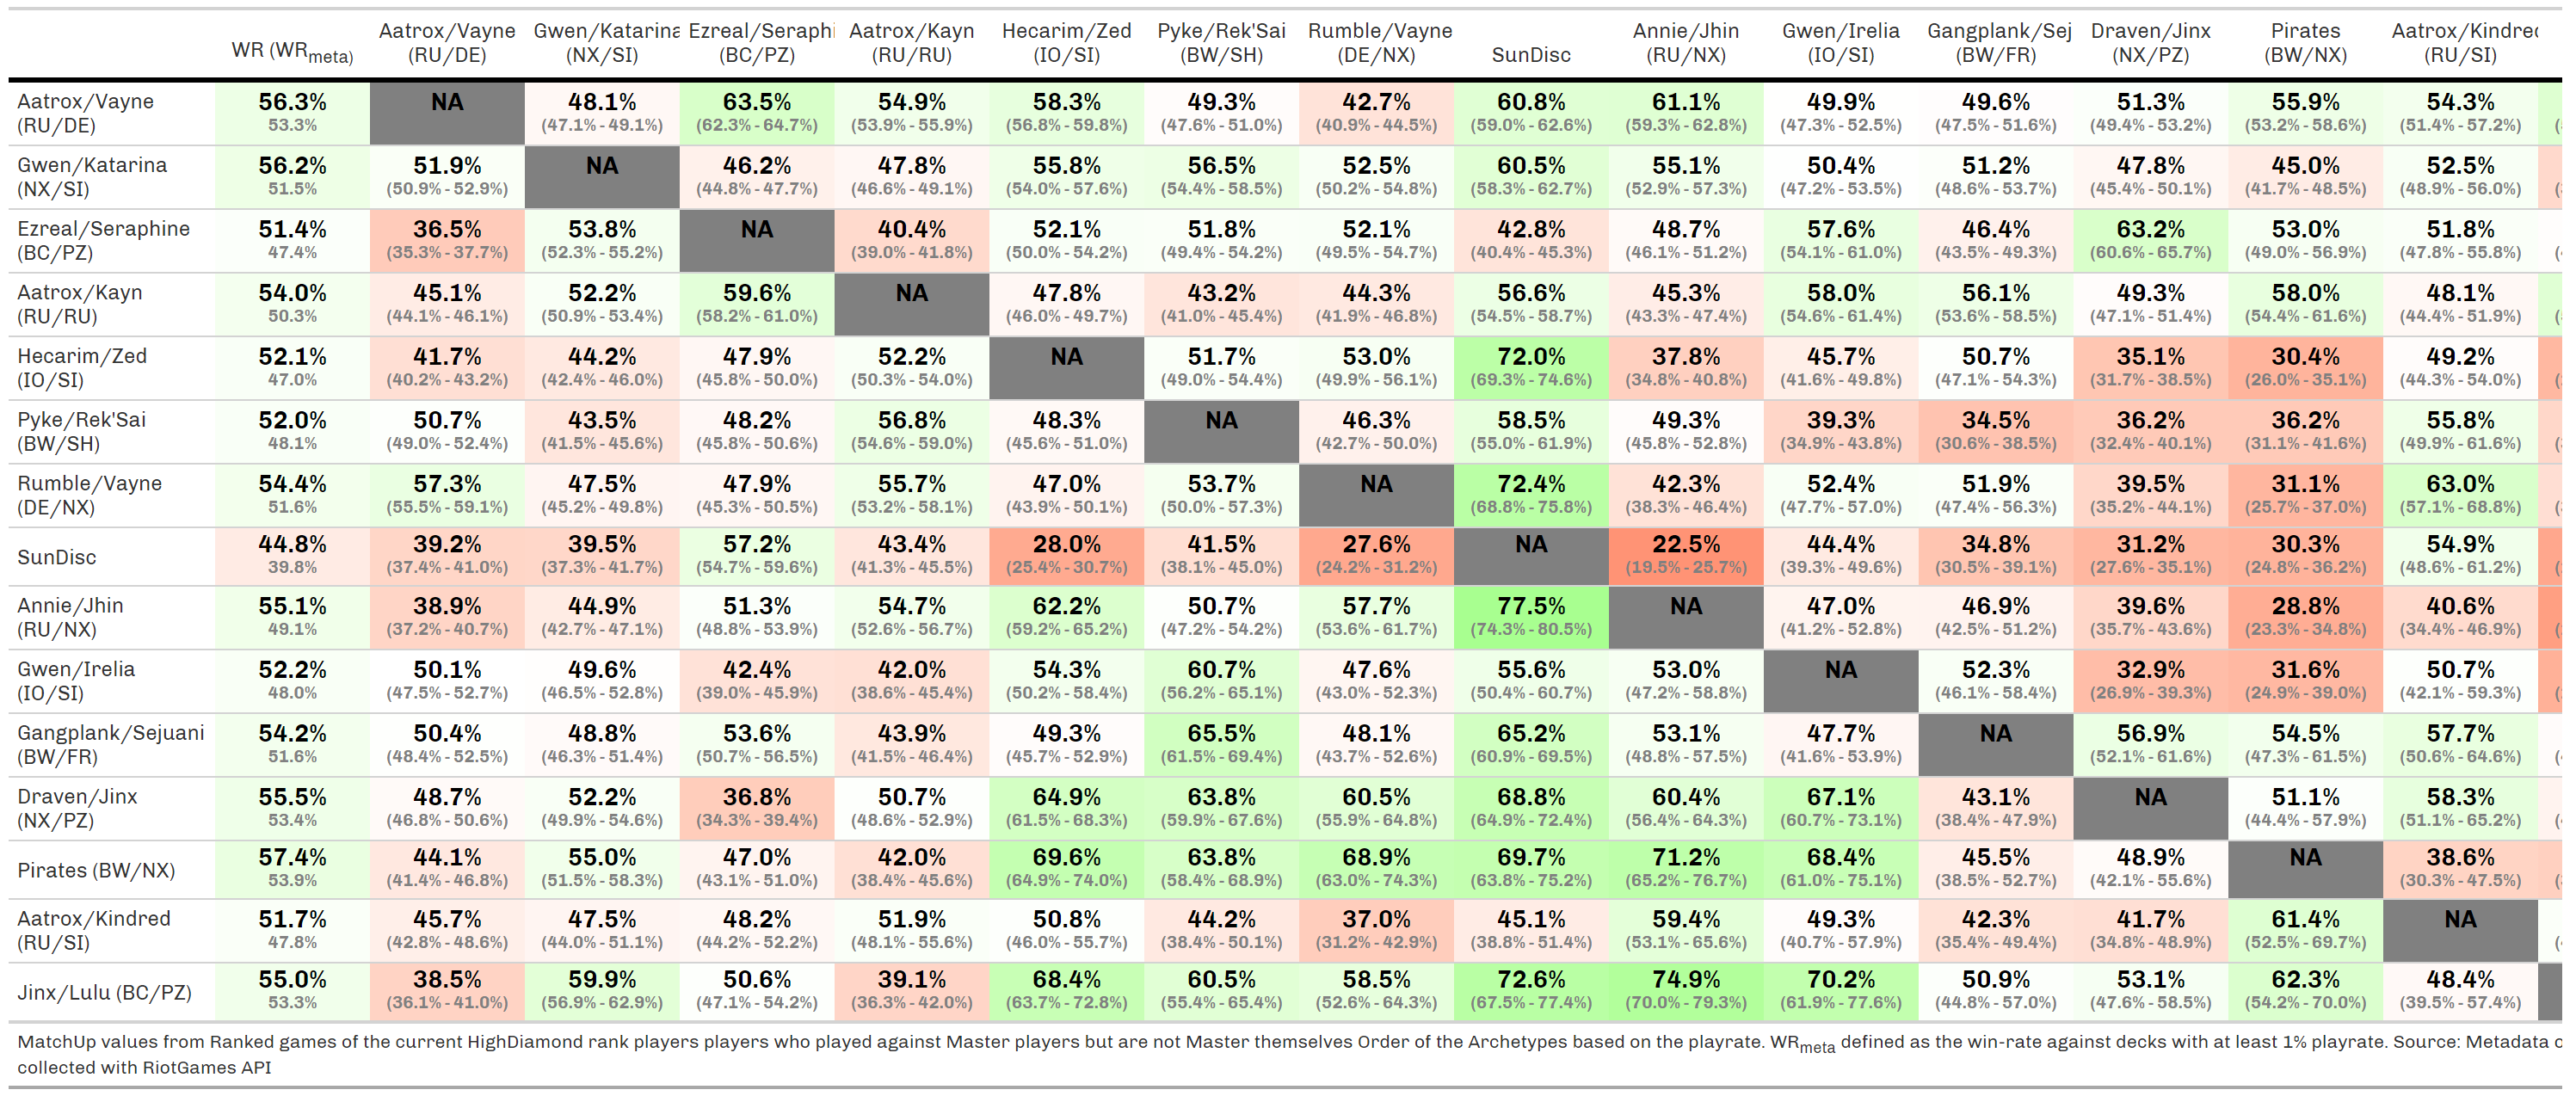 WR (WRmeta) Aatrox/Vayne (RU/DE) Gwen/Katarina (NX/SI) Ezreal/Seraphi (BC/PZ) Aatrox/Kayn (RU/RU) Hecarim/Zed (IO/SI) Pyke/Rek'Sai (BW/SH) Rumble/Vayne (DE/NX) SunDisc Annie/Jhin (RU/NX) Gwen/Irelia (IO/SI) Gangplank/Sej (BW/FR) Draven/Jinx (NX/PZ) Pirates (BW/NX) Aatrox/Kindred (RU/SI)
Aatrox/Vayne 56.3% NA 48.1% 63.5% 54.9% 58.3% 49.3% 42.7% 60.8% 61.1% 49.9% 49.6% 51.3% 55.9% 54.3%
(RU/DE) 53.3% (47.1% - 49.1%) (62.3% - 64.7%) (53.9% - 55.9%) (56.8% - 59.8%) (47.6% - 51.0%) (40.9% - 44.5%) (59.0% - 62.6%) (59.3% - 62.8%) (47.3% - 52.5%) (47.5% - 51.6%) (49.4% - 53.2%) (53.2% - 58.6%) (51.4% - 57.2%)
Gwen/Katarina 56.2% 51.9% NA 46.2% 47.8% 55.8% 56.5% 52.5% 60.5% 55.1% 50.4% 51.2% 47.8% 45.0% 52.5%
(NX/SI) 51.5% (50.9% - 52.9%) (44.8% - 47.7%) (46.6% - 49.1%) (54.0% - 57.6%) (54.4% - 58.5%) (50.2% - 54.8%) (58.3% - 62.7%) (52.9% - 57.3%) (47.2% - 53.5%) (48.6% - 53.7%) (45.4% - 50.1%) (41.7% - 48.5%) (48.9% - 56.0%)
Ezreal/Seraphine 51.4% 36.5% 53.8% NA 40.4% 52.1% 51.8% 52.1% 42.8% 48.7% 57.6% 46.4% 63.2% 53.0% 51.8%
(BC/PZ) 47.4% (35.3% - 37.7%) (52.3% - 55.2%) (39.0% - 41.8%) (50.0% - 54.2%) (49.4% - 54.2%) (49.5% - 54.7%) (40.4% - 45.3%) (46.1% - 51.2%) (54.1% - 61.0%) (43.5% - 49.3%) (60.6% - 65.7%) (49.0% - 56.9%) (47.8% - 55.8%)
Aatrox/Kayn 54.0% 45.1% 52.2% 59.6% NA 47.8% 43.2% 44.3% 56.6% 45.3% 58.0% 56.1% 49.3% 58.0% 48.1%
(RU/RU) 50.3% (44.1% - 46.1%) (50.9% - 53.4%) (58.2% - 61.0%) (46.0% - 49.7%) (41.0% - 45.4%) (41.9% - 46.8%) (54.5% - 58.7%) (43.3% - 47.4%) (54.6% - 61.4%) (53.6% - 58.5%) (47.1% - 51.4%) (54.4% - 61.6%) (44.4% - 51.9%)
Hecarim/Zed 52.1% 41.7% 44.2% 47.9% 52.2% NA 51.7% 53.0% 72.0% 37.8% 45.7% 50.7% 35.1% 30.4% 49.2%
(IO/SI) 47.0% (40.2% - 43.2%) (42.4% - 46.0%) (45.8% - 50.0%) (50.3% - 54.0%) (49.0% - 54.4%) (49.9% - 56.1%) (69.3% - 74.6%) (34.8% - 40.8%) (41.6% - 49.8%) (47.1% - 54.3%) (31.7% - 38.5%) (26.0% - 35.1%) (44.3% - 54.0%)
Pyke/Rek'Sai 52.0% 50.7% 43.5% 48.2% 56.8% 48.3% NA 46.3% 58.5% 49.3% 39.3% 34.5% 36.2% 36.2% 55.8%
(BW/SH) 48.1% (49.0% - 52.4%) (41.5% - 45.6%) (45.8% - 50.6%) (54.6% - 59.0%) (45.6% - 51.0%) (42.7% - 50.0%) (55.0% - 61.9%) (45.8% - 52.8%) (34.9% - 43.8%) (30.6% - 38.5%) (32.4% - 40.1%) (31.1% - 41.6%) (49.9% - 61.6%)
Rumble/Vayne 54.4% 57.3% 47.5% 47.9% 55.7% 47.0% 53.7% NA 72.4% 42.3% 52.4% 51.9% 39.5% 31.1% 63.0%
(DE/NX) 51.6% (55.5% - 59.1%) (45.2% - 49.8%) (45.3% - 50.5%) (53.2% - 58.1%) (43.9% - 50.1%) (50.0% - 57.3%) (68.8% - 75.8%) (38.3% - 46.4%) (47.7% - 57.0%) (47.4% - 56.3%) (35.2% - 44.1%) (25.7% - 37.0%) (57.1% - 68.8%)
SunDisc 44.8% 39.2% 39.5% 57.2% 43.4% 28.0% 41.5% 27.6% NA 22.5% 44.4% 34.8% 31.2% 30.3% 54.9%
39.8% (37.4% - 41.0%) (37.3% - 41.7%) (54.7% - 59.6%) (41.3% - 45.5%) (25.4% - 30.7%) (38.1% - 45.0%) (24.2% - 31.2%) (19.5% - 25.7%) (39.3% - 49.6%) (30.5% - 39.1%) (27.6% - 35.1%) (24.8% - 36.2%) (48.6% - 61.2%)
Annie/Jhin 55.1% 38.9% 44.9% 51.3% 54.7% 62.2% 50.7% 57.7% 77.5% NA 47.0% 46.9% 39.6% 28.8% 40.6%
(RU/NX) 49.1% (37.2% - 40.7%) (42.7% - 47.1%) (48.8% - 53.9%) (52.6% - 56.7%) (59.2% - 65.2%) (47.2% - 54.2%) (53.6% - 61.7%) (74.3% - 80.5%) (41.2% - 52.8%) (42.5% - 51.2%) (35.7% - 43.6%) (23.3% - 34.8%) (34.4% - 46.9%)
Gwen/Irelia 52.2% 50.1% 49.6% 42.4% 42.0% 54.3% 60.7% 47.6% 55.6% 53.0% NA 52.3% 32.9% 31.6% 50.7%
(IO/SI) 48.0% (47.5% - 52.7%) (46.5% - 52.8%) (39.0% - 45.9%) (38.6% - 45.4%) (50.2% - 58.4%) (56.2% - 65.1%) (43.0% - 52.3%) (50.4% - 60.7%) (47.2% - 58.8%) (46.1% - 58.4%) (26.9% - 39.3%) (24.9% - 39.0%) (42.1% - 59.3%)
Gangplank/Sejuani 54.2% 50.4% 48.8% 53.6% 43.9% 49.3% 65.5% 48.1% 65.2% 53.1% 47.7% NA 56.9% 54.5% 57.7%
(BW/FR) 51.6% (48.4% - 52.5%) (46.3% - 51.4%) (50.7% - 56.5%) (41.5% - 46.4%) (45.7% - 52.9%) (61.5% - 69.4%) (43.7% - 52.6%) (60.9% - 69.5%) (48.8% - 57.5%) (41.6% - 53.9%) (52.1% - 61.6%) (47.3% - 61.5%) (50.6% - 64.6%)
Draven/Jinx 55.5% 48.7% 52.2% 36.8% 50.7% 64.9% 63.8% 60.5% 68.8% 60.4% 67.1% 43.1% NA 51.1% 58.3%
(NX/PZ) 53.4% (46.8% - 50.6%) (49.9% - 54.6%) (34.3% - 39.4%) (48.6% - 52.9%) (61.5% - 68.3%) (59.9% - 67.6%) (55.9% - 64.8%) (64.9% - 72.4%) (56.4% - 64.3%) (60.7% - 73.1%) (38.4% - 47.9%) (44.4% - 57.9%) (51.1% - 65.2%)
Pirates (BW/NX) 57.4% 44.1% 55.0% 47.0% 42.0% 69.6% 63.8% 68.9% 69.7% 71.2% 68.4% 45.5% 48.9% NA 38.6%
53.9% (41.4% - 46.8%) (51.5% - 58.3%) (43.1% - 51.0%) (38.4% - 45.6%) (64.9% - 74.0%) (58.4% - 68.9%) (63.0% - 74.3%) (63.8% - 75.2%) (65.2% - 76.7%) (61.0% - 75.1%) (38.5% - 52.7%) (42.1% - 55.6%) (30.3% - 47.5%)
Aatrox/Kindred 51.7% 45.7% 47.5% 48.2% 51.9% 50.8% 44.2% 37.0% 45.1% 59.4% 49.3% 42.3% 41.7% 61.4% NA
(RU/SI) 47.8% (42.8% - 48.6%) (44.0% - 51.1%) (44.2% - 52.2%) (48.1% - 55.6%) (46.0% - 55.7%) (38.4% - 50.1%) (31.2% - 42.9%) (38.8% - 51.4%) (53.1% - 65.6%) (40.7% - 57.9%) (35.4% - 49.4%) (34.8% - 48.9%) (52.5% - 69.7%)
Jinx/Lulu (BC/PZ) 55.0% 38.5% 59.9% 50.6% 39.1% 68.4% 60.5% 58.5% 72.6% 74.9% 70.2% 50.9% 53.1% 62.3% 48.4%
53.3% (36.1% - 41.0%) (56.9% - 62.9%) (47.1% - 54.2%) (36.3% - 42.0%) (63.7% - 72.8%) (55.4% - 65.4%) (52.6% - 64.3%) (67.5% - 77.4%) (70.0% - 79.3%) (61.9% - 77.6%) (44.8% - 57.0%) (47.6% - 58.5%) (54.2% - 70.0%) (39.5% - 57.4%)
MatchUp values from Ranked games of the current HighDiamond rank players players who played against Master players but are not Master themselves Order of the Archetypes based on the playrate. WRmeta defined as the win-rate against decks with at least 1% playrate. Source: Metadata
collected with RiotGames API